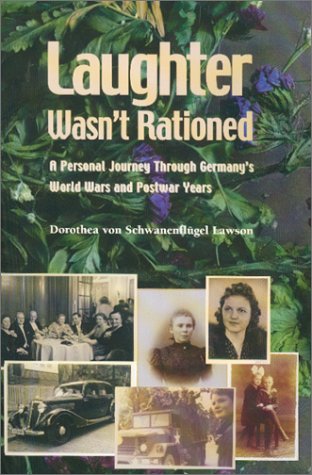 Laughter
Wasn't Rationed
A Personal Journey Through Germany's
World Wars and Postwar Years
Dorothea von Schwanenflügel Lawson